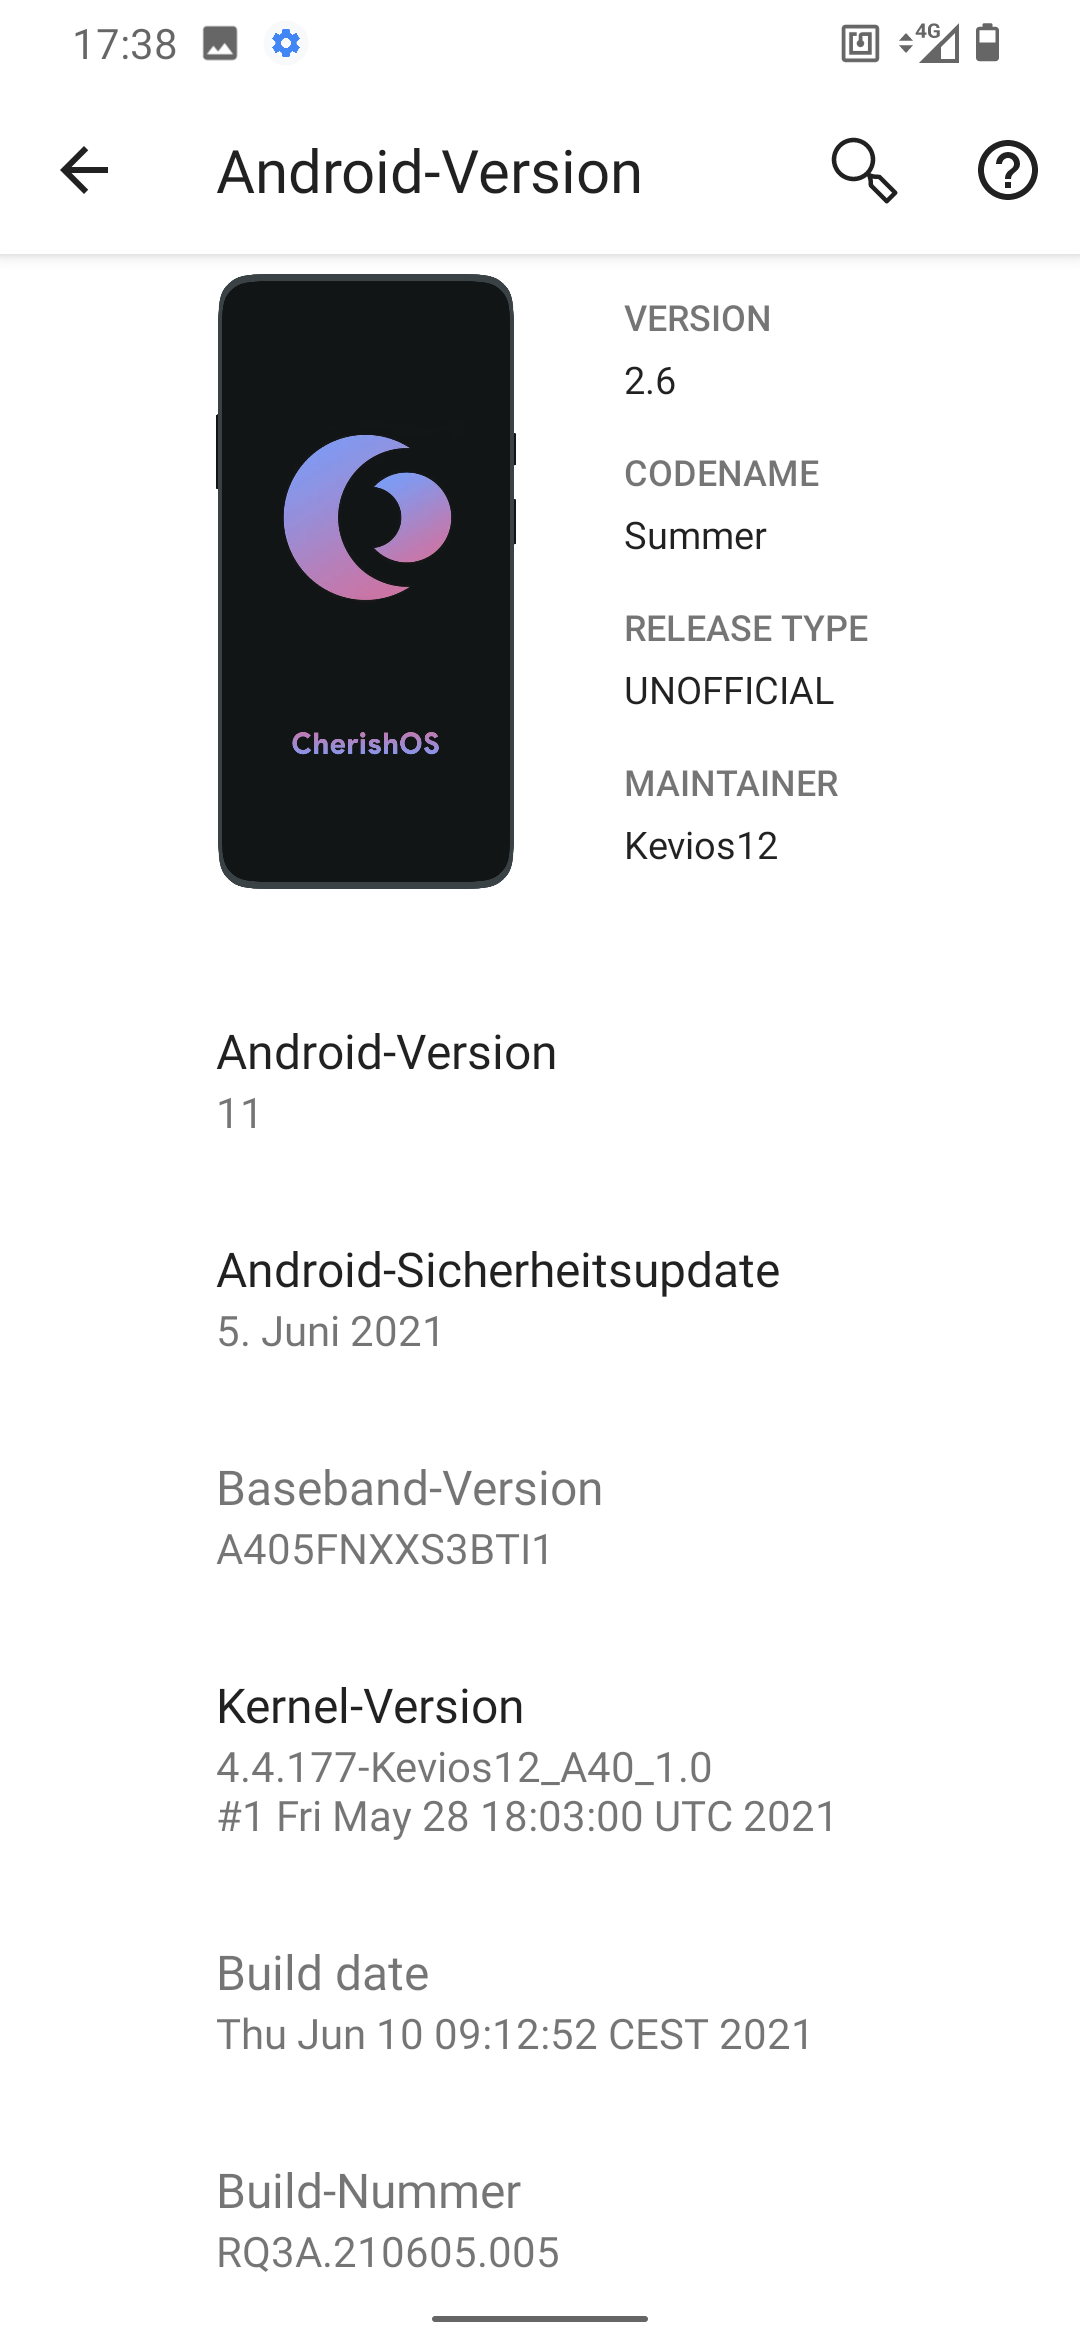 17:38
4G
Android-Version
VERSION
2.6
CODENAME
Summer
RELEASE TYPE
UNOFFICIAL
MAINTAINER
Kevios12
CherishOS
Android-Version
11
Android-Sicherheitsupdate
5. Juni 2021
Baseband-Version
A405FNXXS3BTI1
Kernel-Version
4.4.177-Kevios12_A40_1.0
#1 Fri May 28 18:03:00 UTC 2021
Build date
Thu Jun 10 09:12:52 CEST 2021
Build-Nummer
RQ3A.210605.005